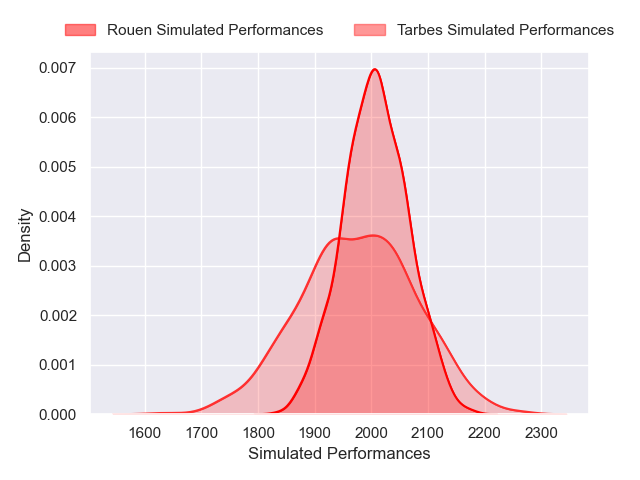 Rouen Simulated Performances
Tarbes Simulated Performances
0.007
0.006
0.005
0.004
0.003
0.002
0.001
0.000
Density
1600 1700 1800 1900 2000 2100 2200 2300
Simulated Performances